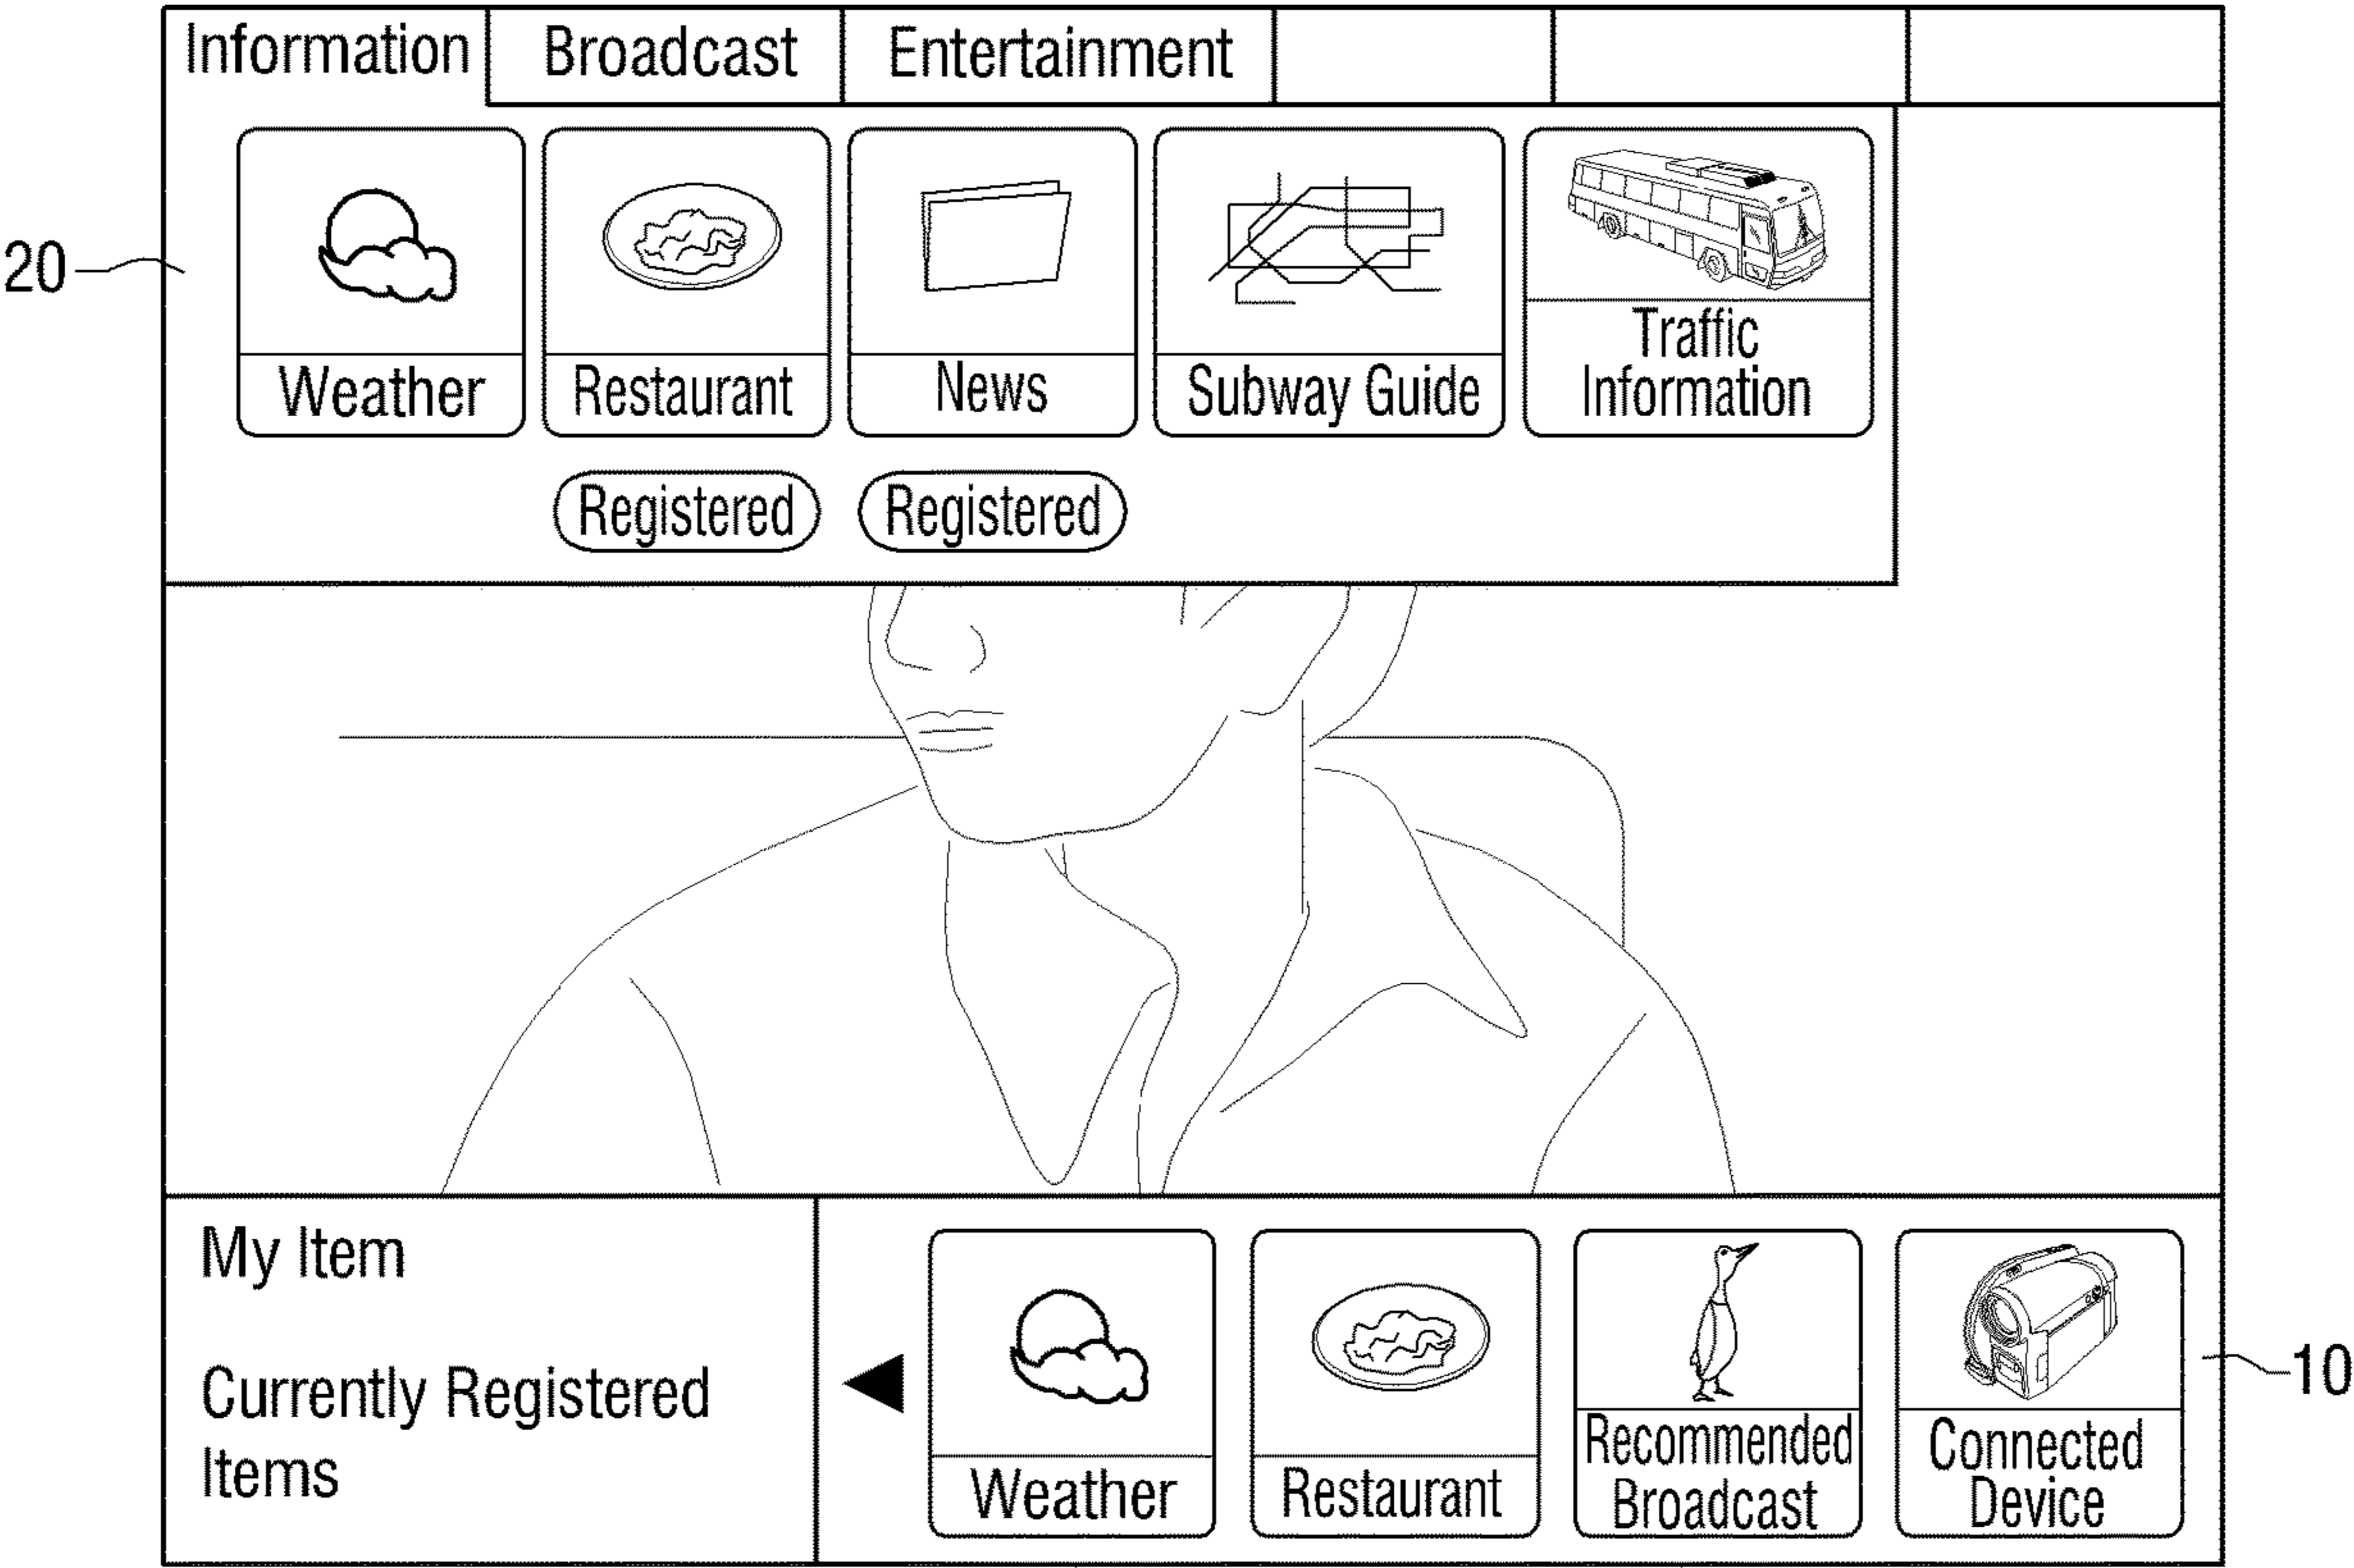 Information
Broadcast
Entertainment
20
Weather
Restaurant
News
Subway Guide
Traffic
Information
Registered
Registered
My Item
Currently Registered
Items
Weather
Restaurant
Recommended
Broadcast
Connected
Device
10